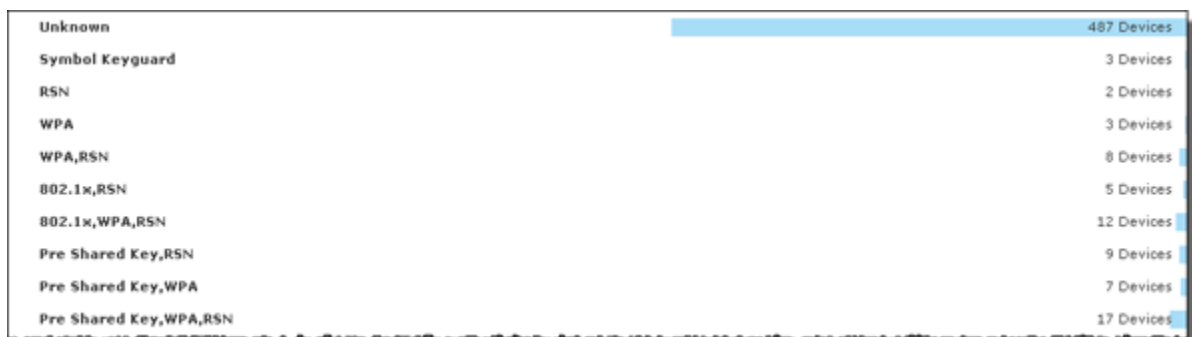 Unknown 487 Devices
Symbol Keyguard 3 Devices
RSN 2 Devices
WPA 3 Devices
WPA,RSN 8 Devices
802.1x,RSN 5 Devices
802.1x,WPA,RSN 12 Devices
Pre Shared Key,RSN 9 Devices
Pre Shared Key,WPA 7 Devices
Pre Shared Key,WPA,RSN 17 Devices